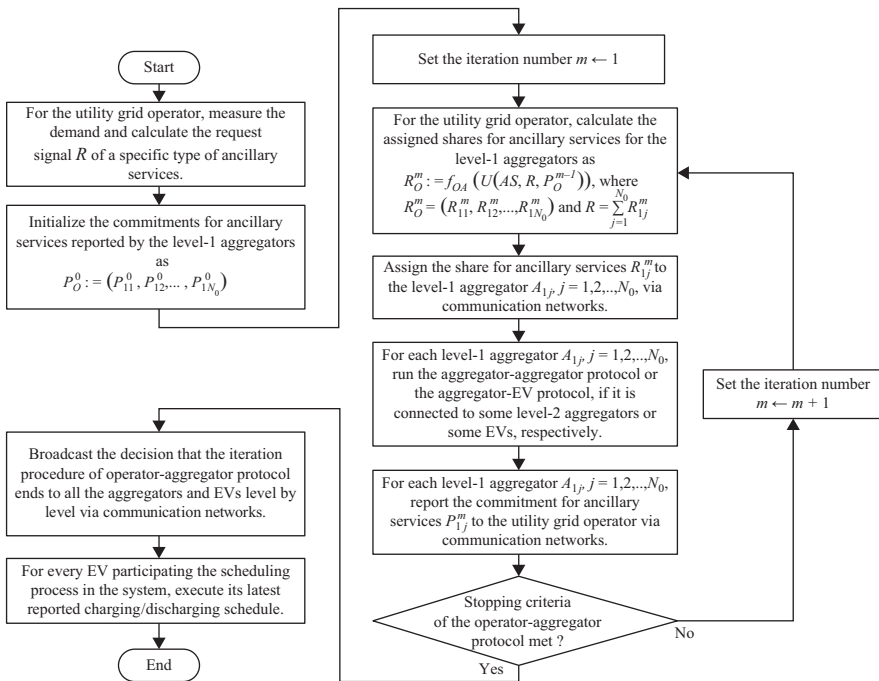 Start
For the utility grid operator, measure the
demand and calculate the request
signal R of a specific type of ancillary
services.
Initialize the commitments for ancillary
services reported by the level-1 aggregators
as
P_O^0 := (P_11^0, P_12^0,... , P_1N_0^0)
Set the iteration number m ← 1
For the utility grid operator, calculate the
assigned shares for ancillary services for the
level-1 aggregators as
R_O^m := f_OA (U(AS, R, P_O^{m–1})), where
R_O^m = (R_11^m, R_12^m,...,R_1N_0^m) and R = ∑_{j=1}^{N_0} R_1j^m
Assign the share for ancillary services R_1j^m to
the level-1 aggregator A_1j, j = 1,2,..,N_0, via
communication networks.
For each level-1 aggregator A_1j, j = 1,2,..,N_0,
run the aggregator-aggregator protocol or
the aggregator-EV protocol, if it is
connected to some level-2 aggregators or
some EVs, respectively.
For each level-1 aggregator A_1j, j = 1,2,..,N_0,
report the commitment for ancillary
services P_1j^m to the utility grid operator via
communication networks.
Stopping criteria
of the operator-aggregator
protocol met ?
No
Yes
Set the iteration number
m ← m + 1
Broadcast the decision that the iteration
procedure of operator-aggregator protocol
ends to all the aggregators and EVs level by
level via communication networks.
For every EV participating the scheduling
process in the system, execute its latest
reported charging/discharging schedule.
End